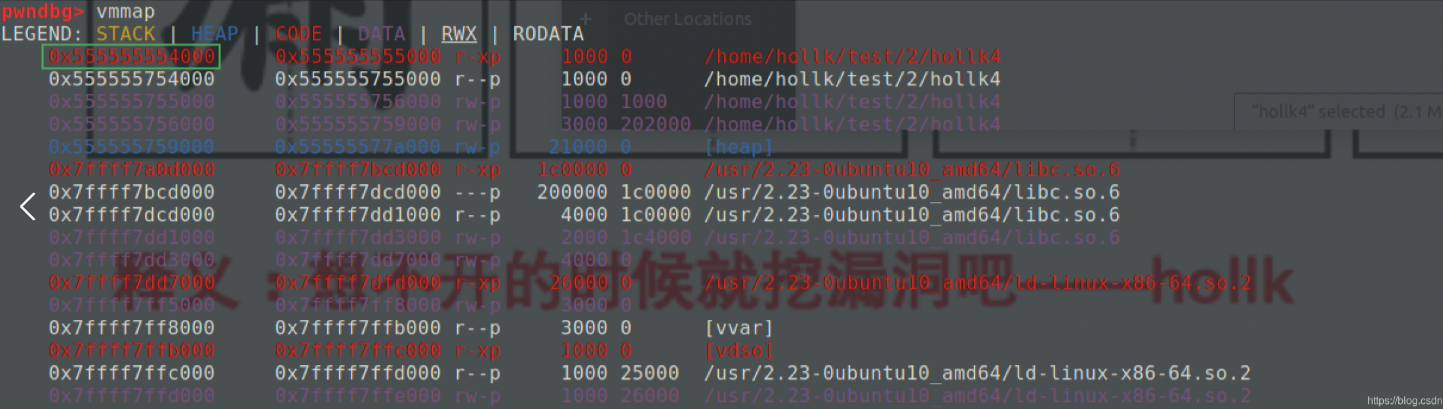 pwndbg> vmmap
Other Locations
LEGEND: STACK | HEAP | CODE | DATA | RWX | RODATA
0x555555554000 0x555555555000 r-xp 1000 0 /home/hollk/test/2/hollk4
0x555555754000 0x555555755000 r--p 1000 0 /home/hollk/test/2/hollk4
0x555555755000 0x555555756000 rw-p 1000 1000 /home/hollk/test/2/hollk4
"hollk4" selected (2.1 M
0x555555756000 0x555555759000 rw-p 3000 202000 /home/hollk/test/2/hollk4
0x555555759000 0x55555577a000 rw-p 21000 0 [heap]
0x7ffff7a0d000 0x7ffff7bcd000 r-xp 1c0000 0 /usr/2.23-0ubuntu10_amd64/libc.so.6
0x7ffff7bcd000 0x7ffff7dcd000 ---p 200000 1c0000 /usr/2.23-0ubuntu10_amd64/libc.so.6
0x7ffff7dcd000 0x7ffff7dd1000 r--p 4000 1c0000 /usr/2.23-0ubuntu10_amd64/libc.so.6
0x7ffff7dd1000 0x7ffff7dd3000 rw-p 2000 1c4000 /usr/2.23-0ubuntu10_amd64/libc.so.6
0x7ffff7dd3000 0x7ffff7dd7000 rw-p 4000 0
0x7ffff7dd7000 0x7ffff7dfd000 r-xp 26000 0 /usr/2.23-0ubuntu10_amd64/ld-linux-x86-64.so.2
开的时候就挖漏洞吧——hollk
0x7ffff7ff5000 0x7ffff7ff8000 rw-p 3000 0
0x7ffff7ff8000 0x7ffff7ffb000 r--p 3000 0 [vvar]
0x7ffff7ffb000 0x7ffff7ffc000 r-xp 1000 0 [vdso]
0x7ffff7ffc000 0x7ffff7ffd000 r--p 1000 25000 /usr/2.23-0ubuntu10_amd64/ld-linux-x86-64.so.2
0x7ffff7ffd000 0x7ffff7ffe000 rw-p 1000 26000 /usr/2.23-0ubuntu10_amd64/ld-linux-x86-64.so.2
https://blog.csdn